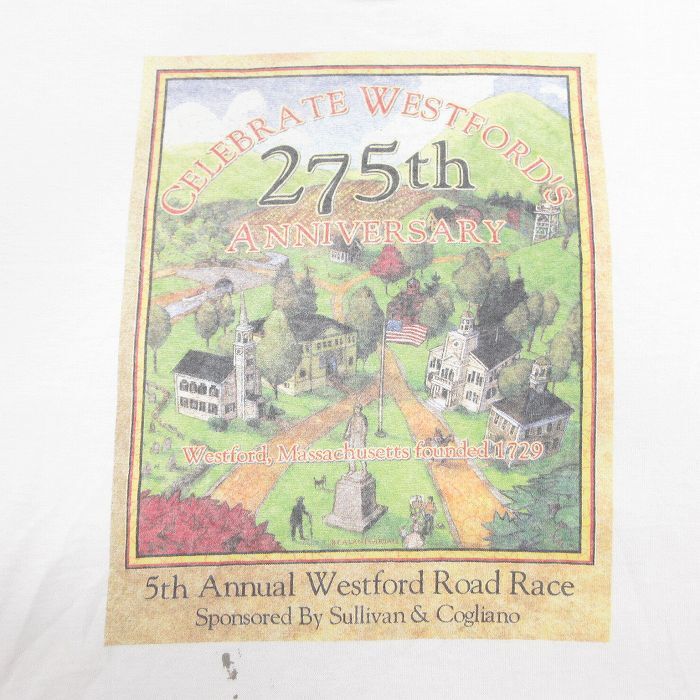 CELEBRATE WESTFORD'S
275th
ANNIVERSARY
Westford, Massachusetts founded 1729
5th Annual Westford Road Race
Sponsored By Sullivan & Cogliano